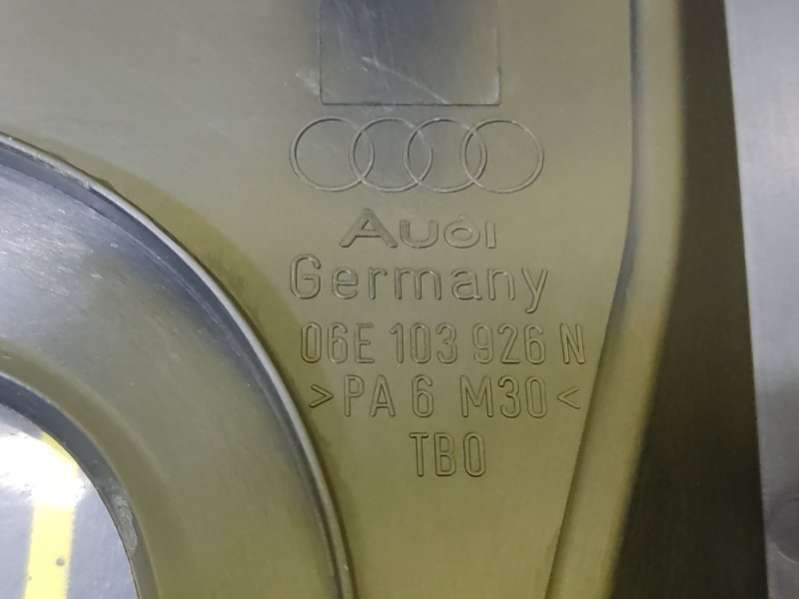 Audi
Germany
06E 103 926 N
>PA 6 M30<
TBO